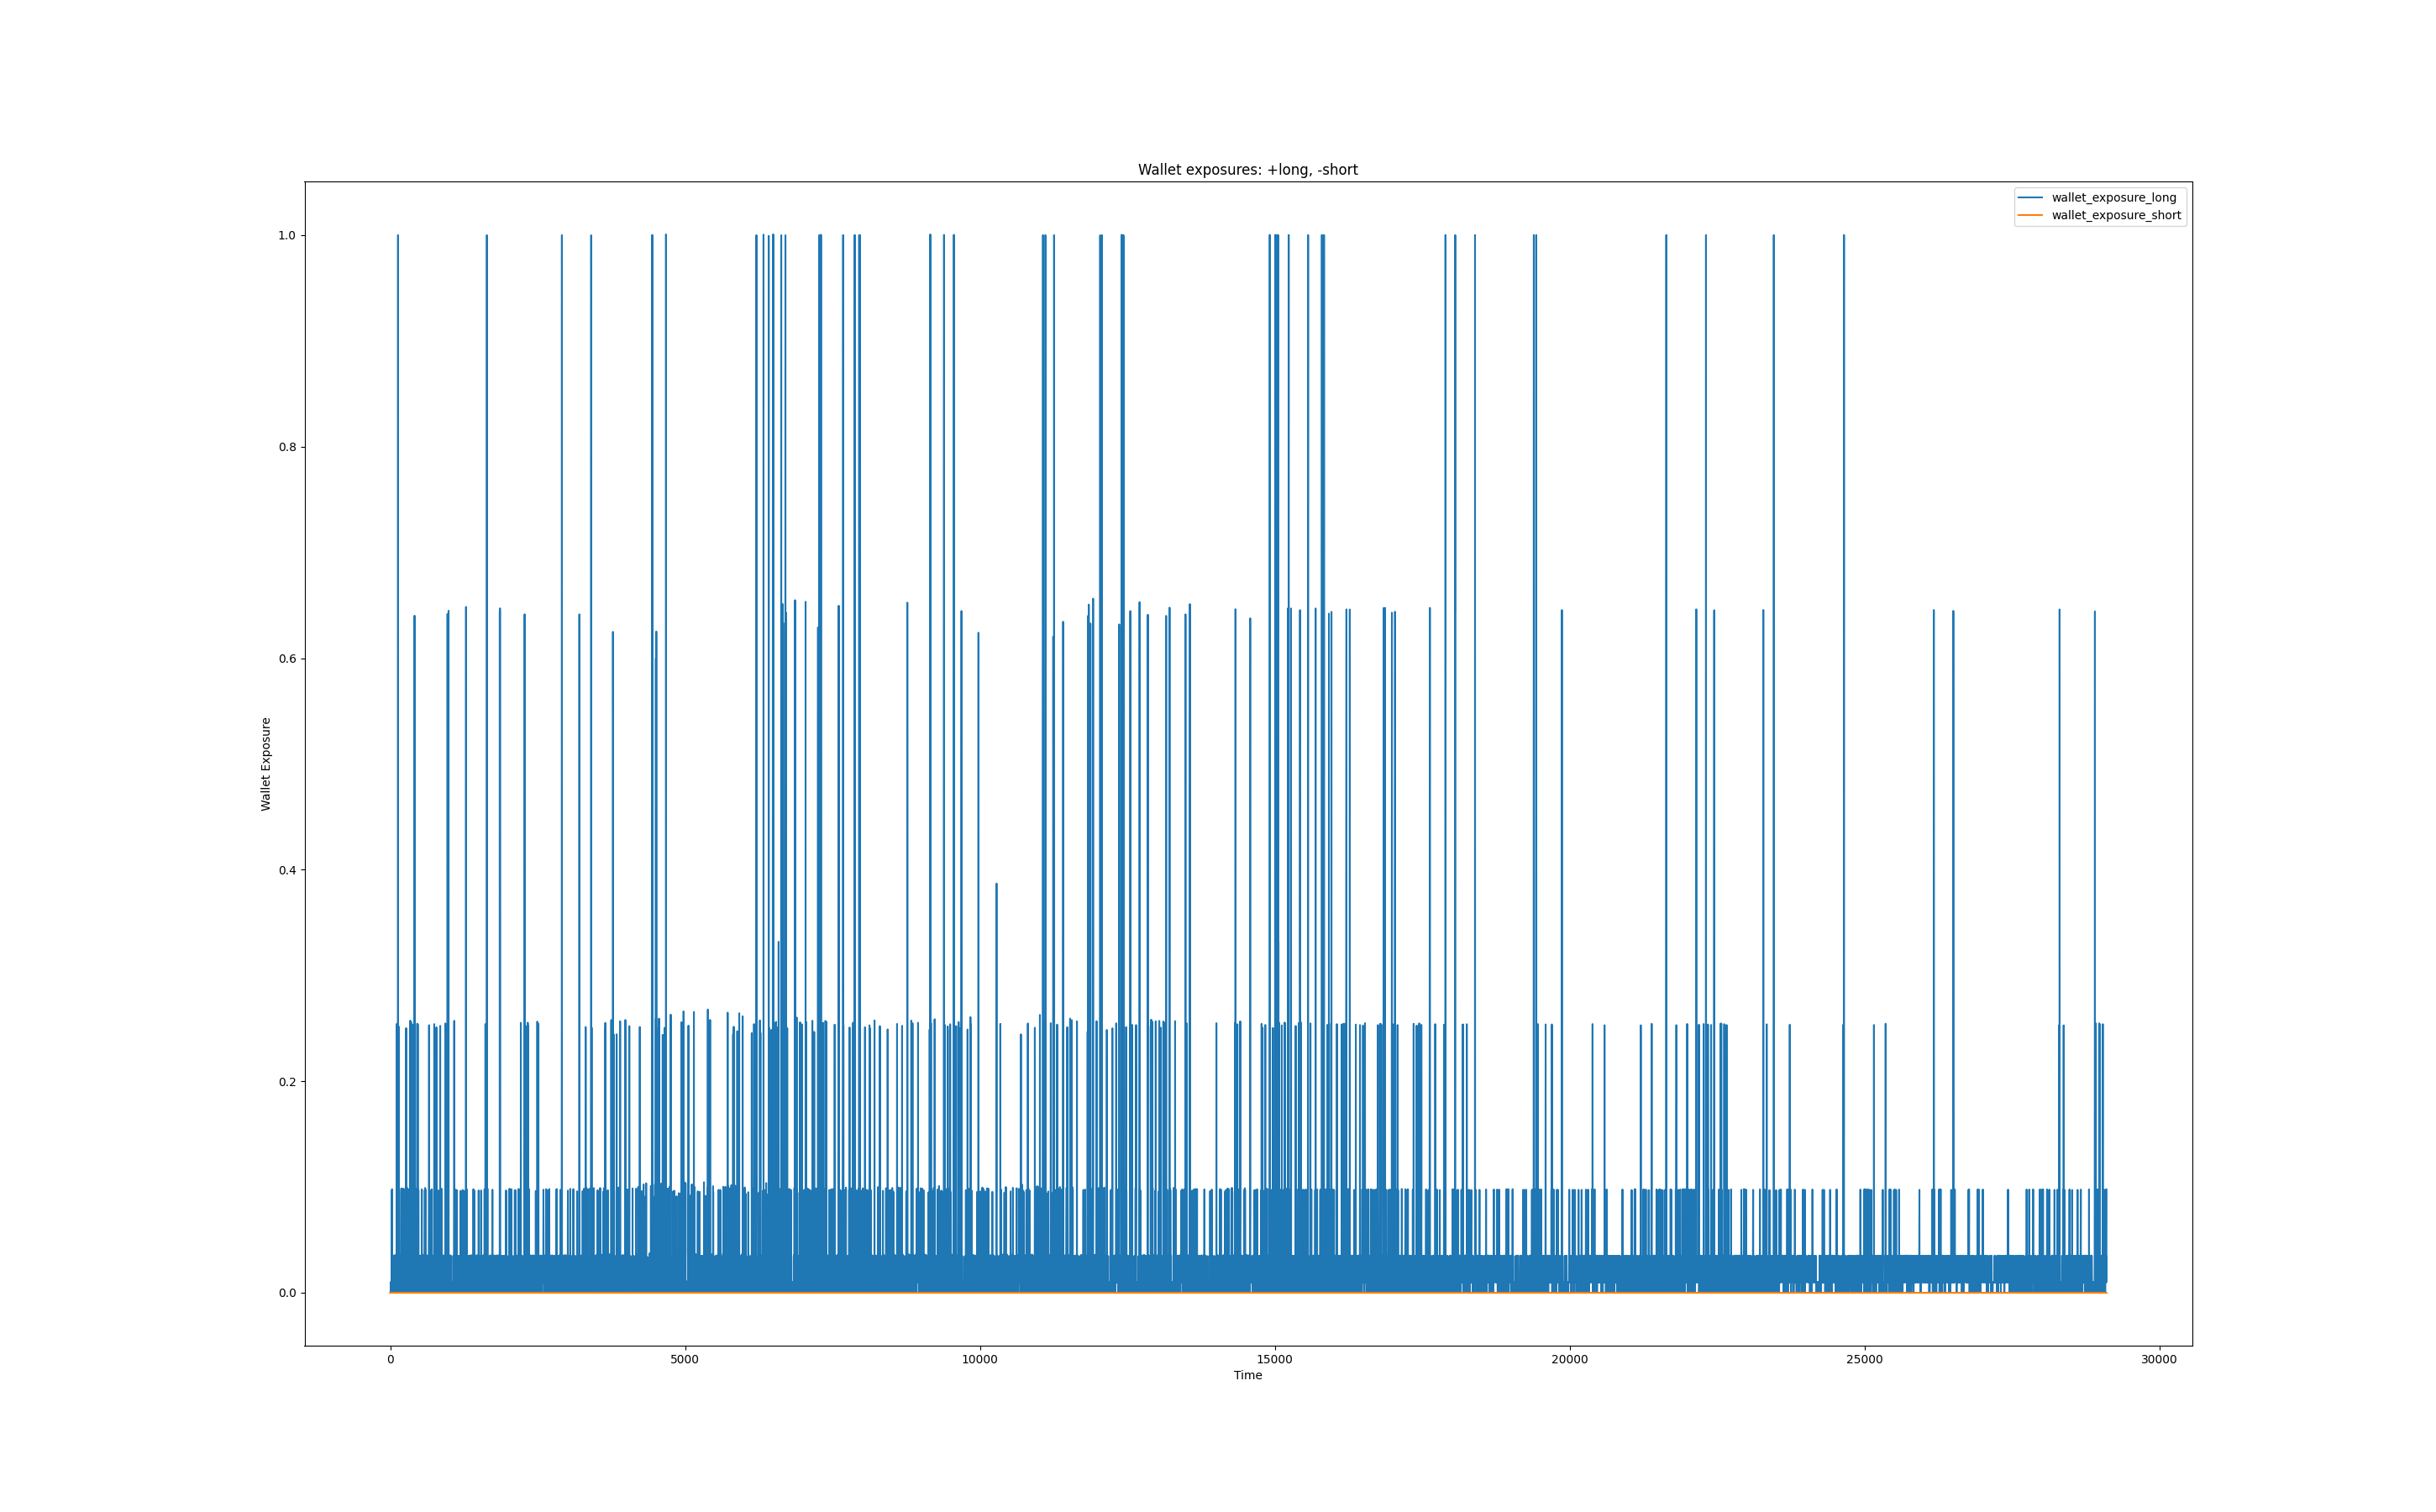 Wallet exposures: +long, -short
wallet_exposure_long
wallet_exposure_short
1.0
0.8
0.6
0.4
0.2
0.0
Wallet Exposure
0 5000 10000 15000 20000 25000 30000
Time